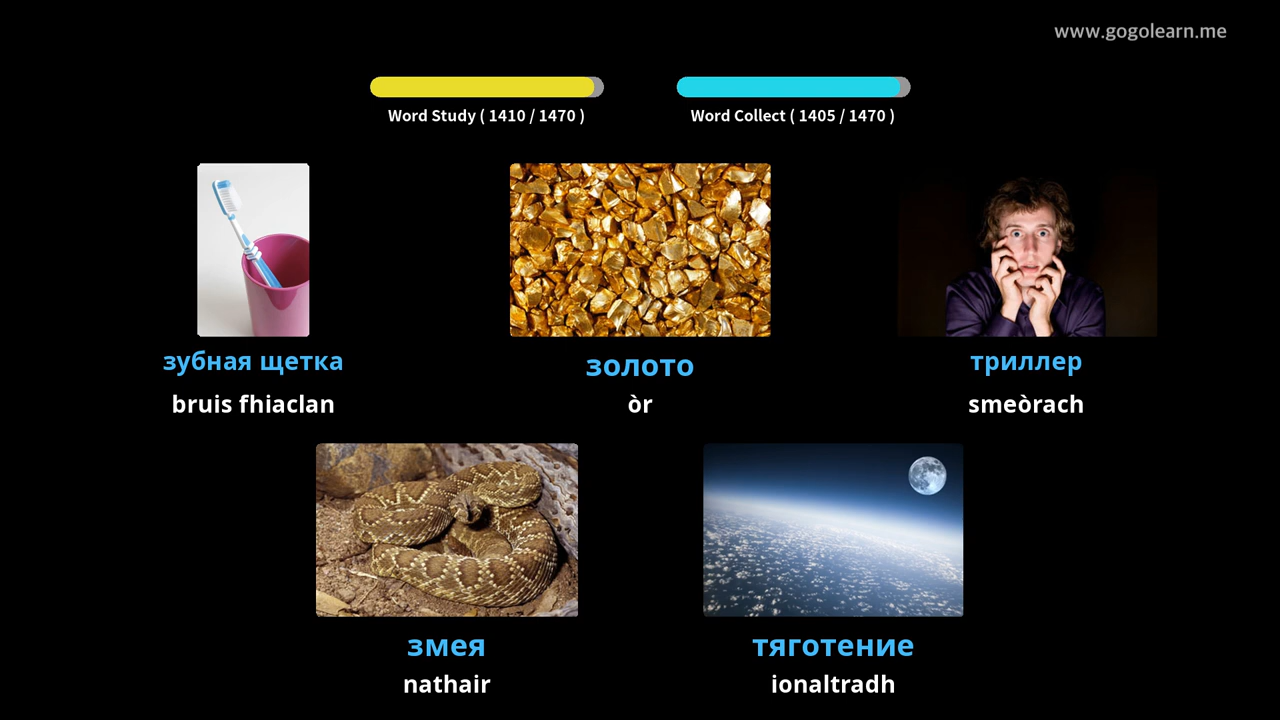 www.gogolearn.me
Word Study ( 1410 / 1470 )
Word Collect ( 1405 / 1470 )
зубная щетка
bruis fhiaclan
золото
òr
триллер
smeòrach
змея
nathair
тяготение
ionaltradh